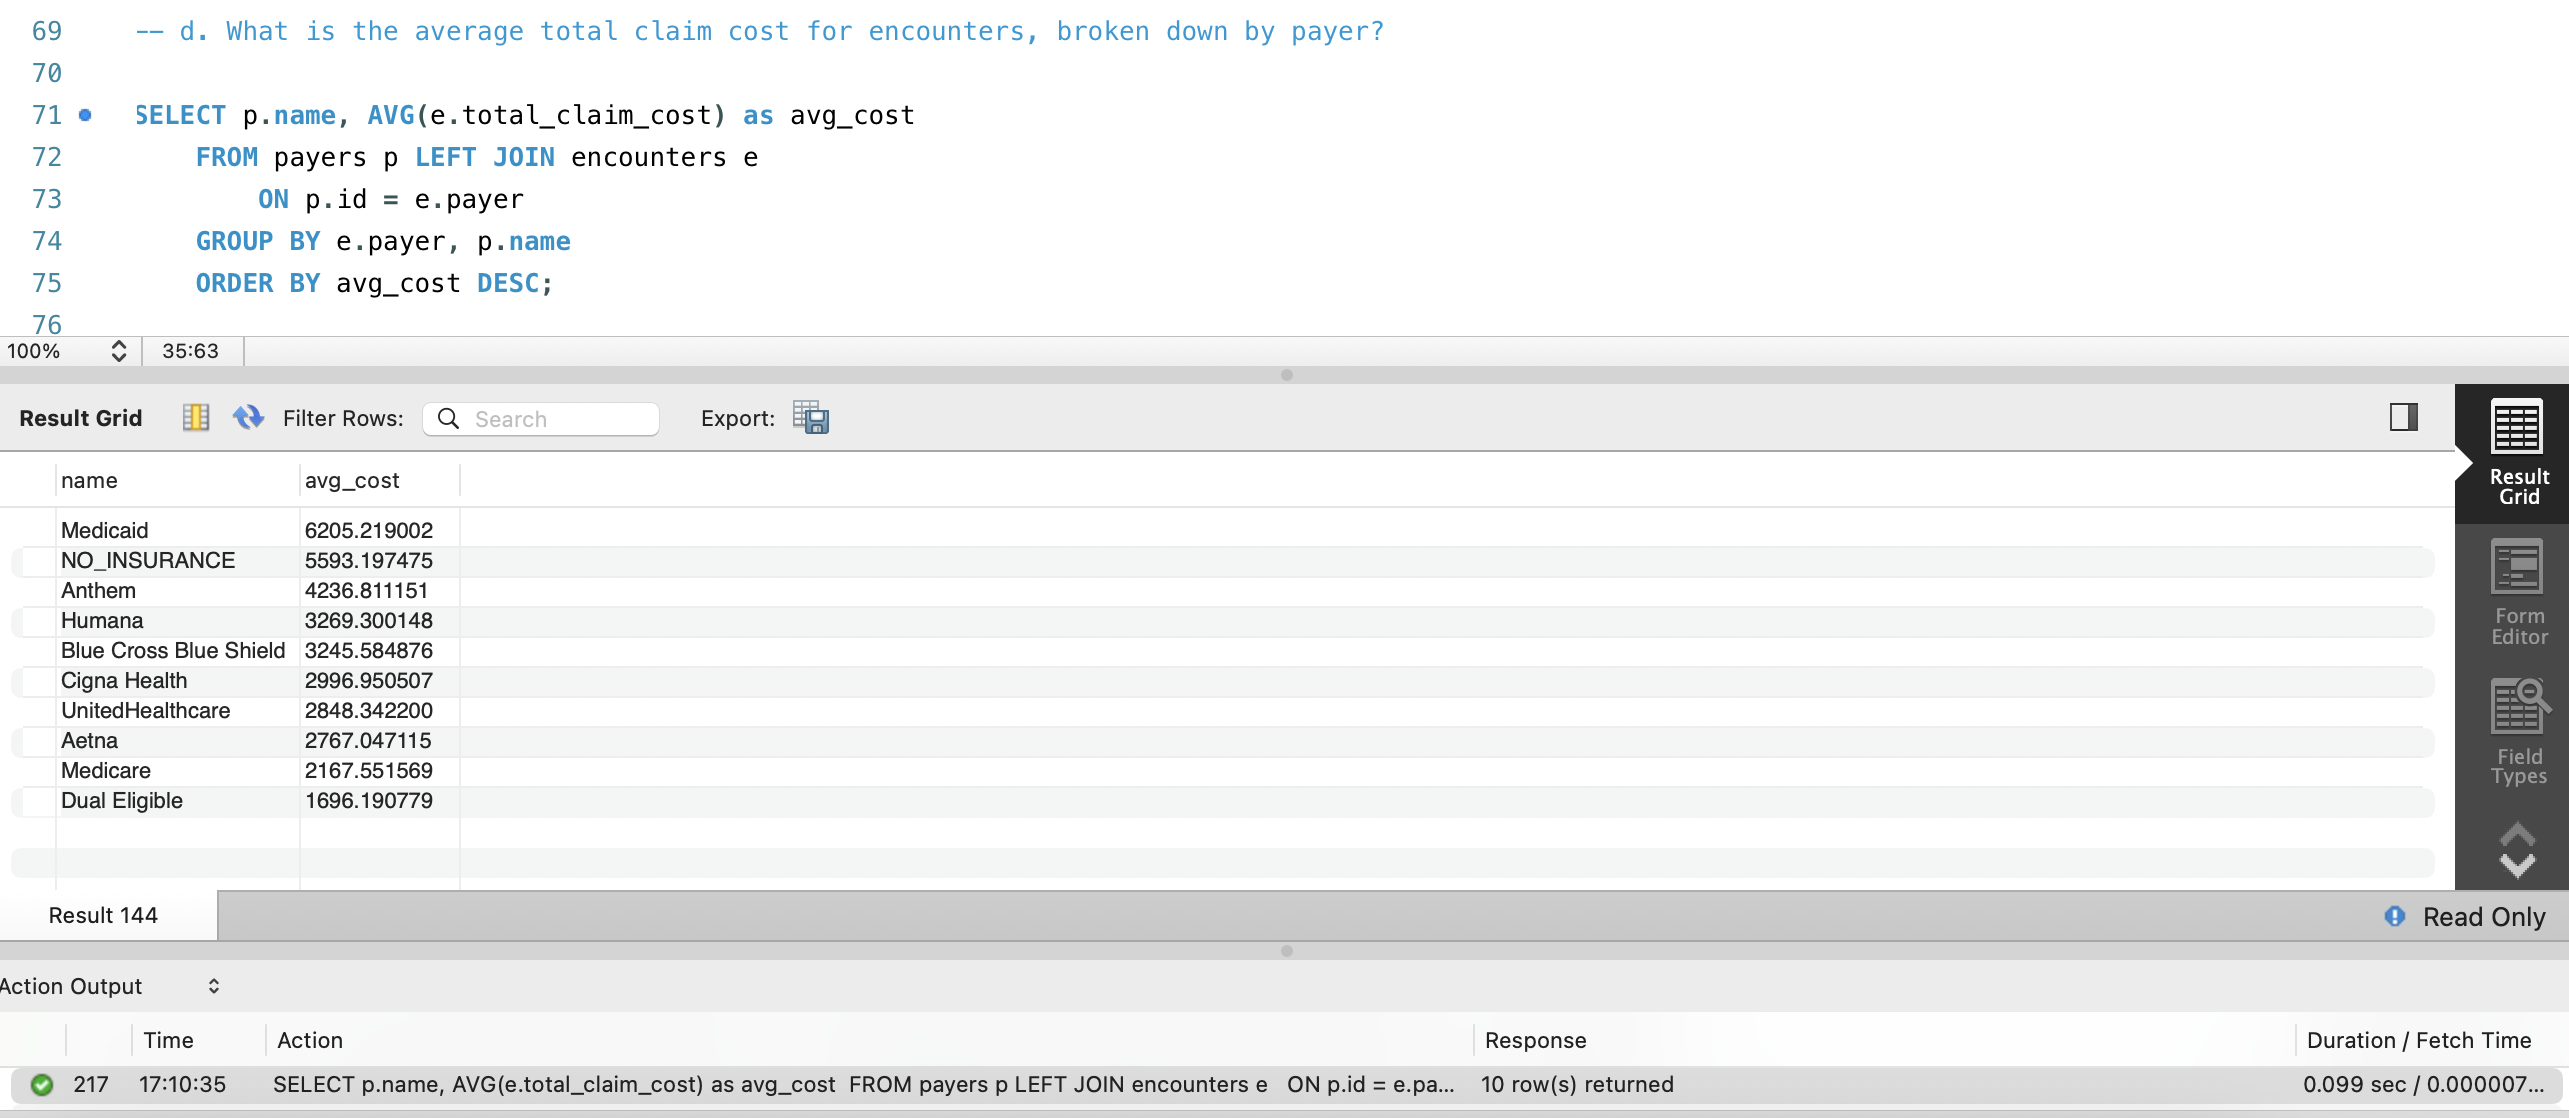 69 -- d. What is the average total claim cost for encounters, broken down by payer?
70
71 SELECT p.name, AVG(e.total_claim_cost) as avg_cost
72 FROM payers p LEFT JOIN encounters e
73 ON p.id = e.payer
74 GROUP BY e.payer, p.name
75 ORDER BY avg_cost DESC;
76
100% 35:63
Result Grid Filter Rows: Search Export:
name avg_cost
Medicaid 6205.219002
NO_INSURANCE 5593.197475
Anthem 4236.811151
Humana 3269.300148
Blue Cross Blue Shield 3245.584876
Cigna Health 2996.950507
UnitedHealthcare 2848.342200
Aetna 2767.047115
Medicare 2167.551569
Dual Eligible 1696.190779
Result
Grid
Form
Editor
Field
Types
Result 144 Read Only
Action Output
Time Action Response Duration / Fetch Time
217 17:10:35 SELECT p.name, AVG(e.total_claim_cost) as avg_cost FROM payers p LEFT JOIN encounters e ON p.id = e.pa... 10 row(s) returned 0.099 sec / 0.000007...